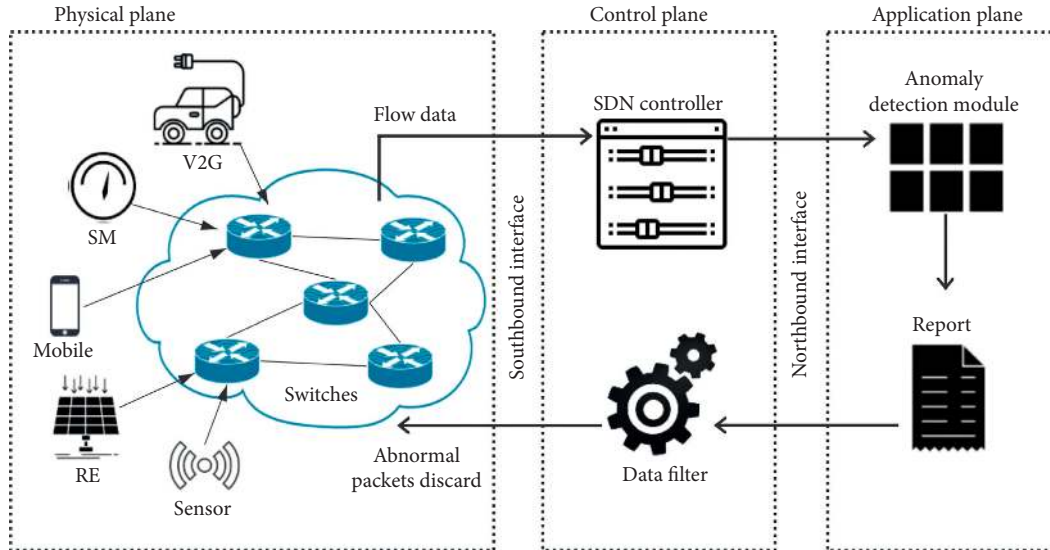 Physical plane
Control plane
Application plane
V2G
SM
Mobile
RE
Sensor
Switches
Flow data
Abnormal
packets discard
Southbound interface
SDN controller
Data filter
Northbound interface
Anomaly
detection module
Report